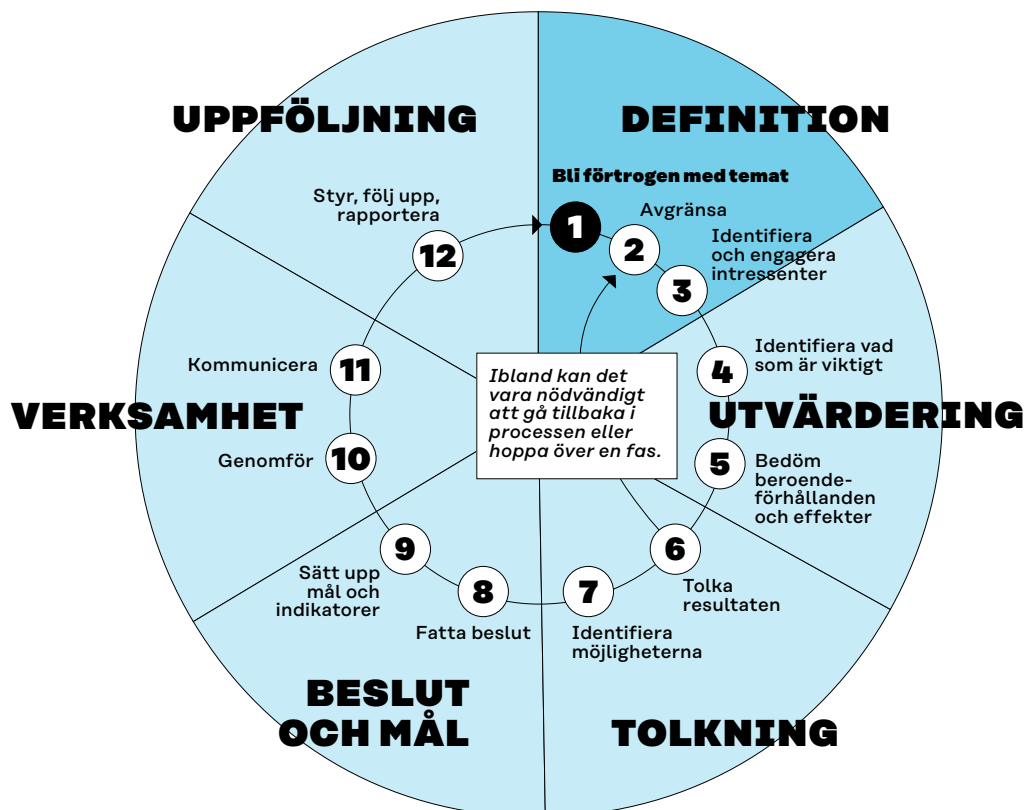 UPPFÖLJNING
DEFINITION
Bli förtrogen med temat
1
Avgränsa
2
Identifiera
och engagera
intressenter
3
Identifiera vad
som är viktigt
4
UTVÄRDERING
5
Bedöm
beroende-
förhållanden
och effekter
6
Tolka
resultaten
7
Identifiera
möjligheterna
TOLKNING
8
Fatta beslut
9
Sätt upp
mål och
indikatorer
BESLUT
OCH MÅL
10
Genomför
VERKSAMHET
Kommunicera
11
Styr, följ upp,
rapportera
12
Ibland kan det
vara nödvändigt
att gå tillbaka i
processen eller
hoppa över en fas.